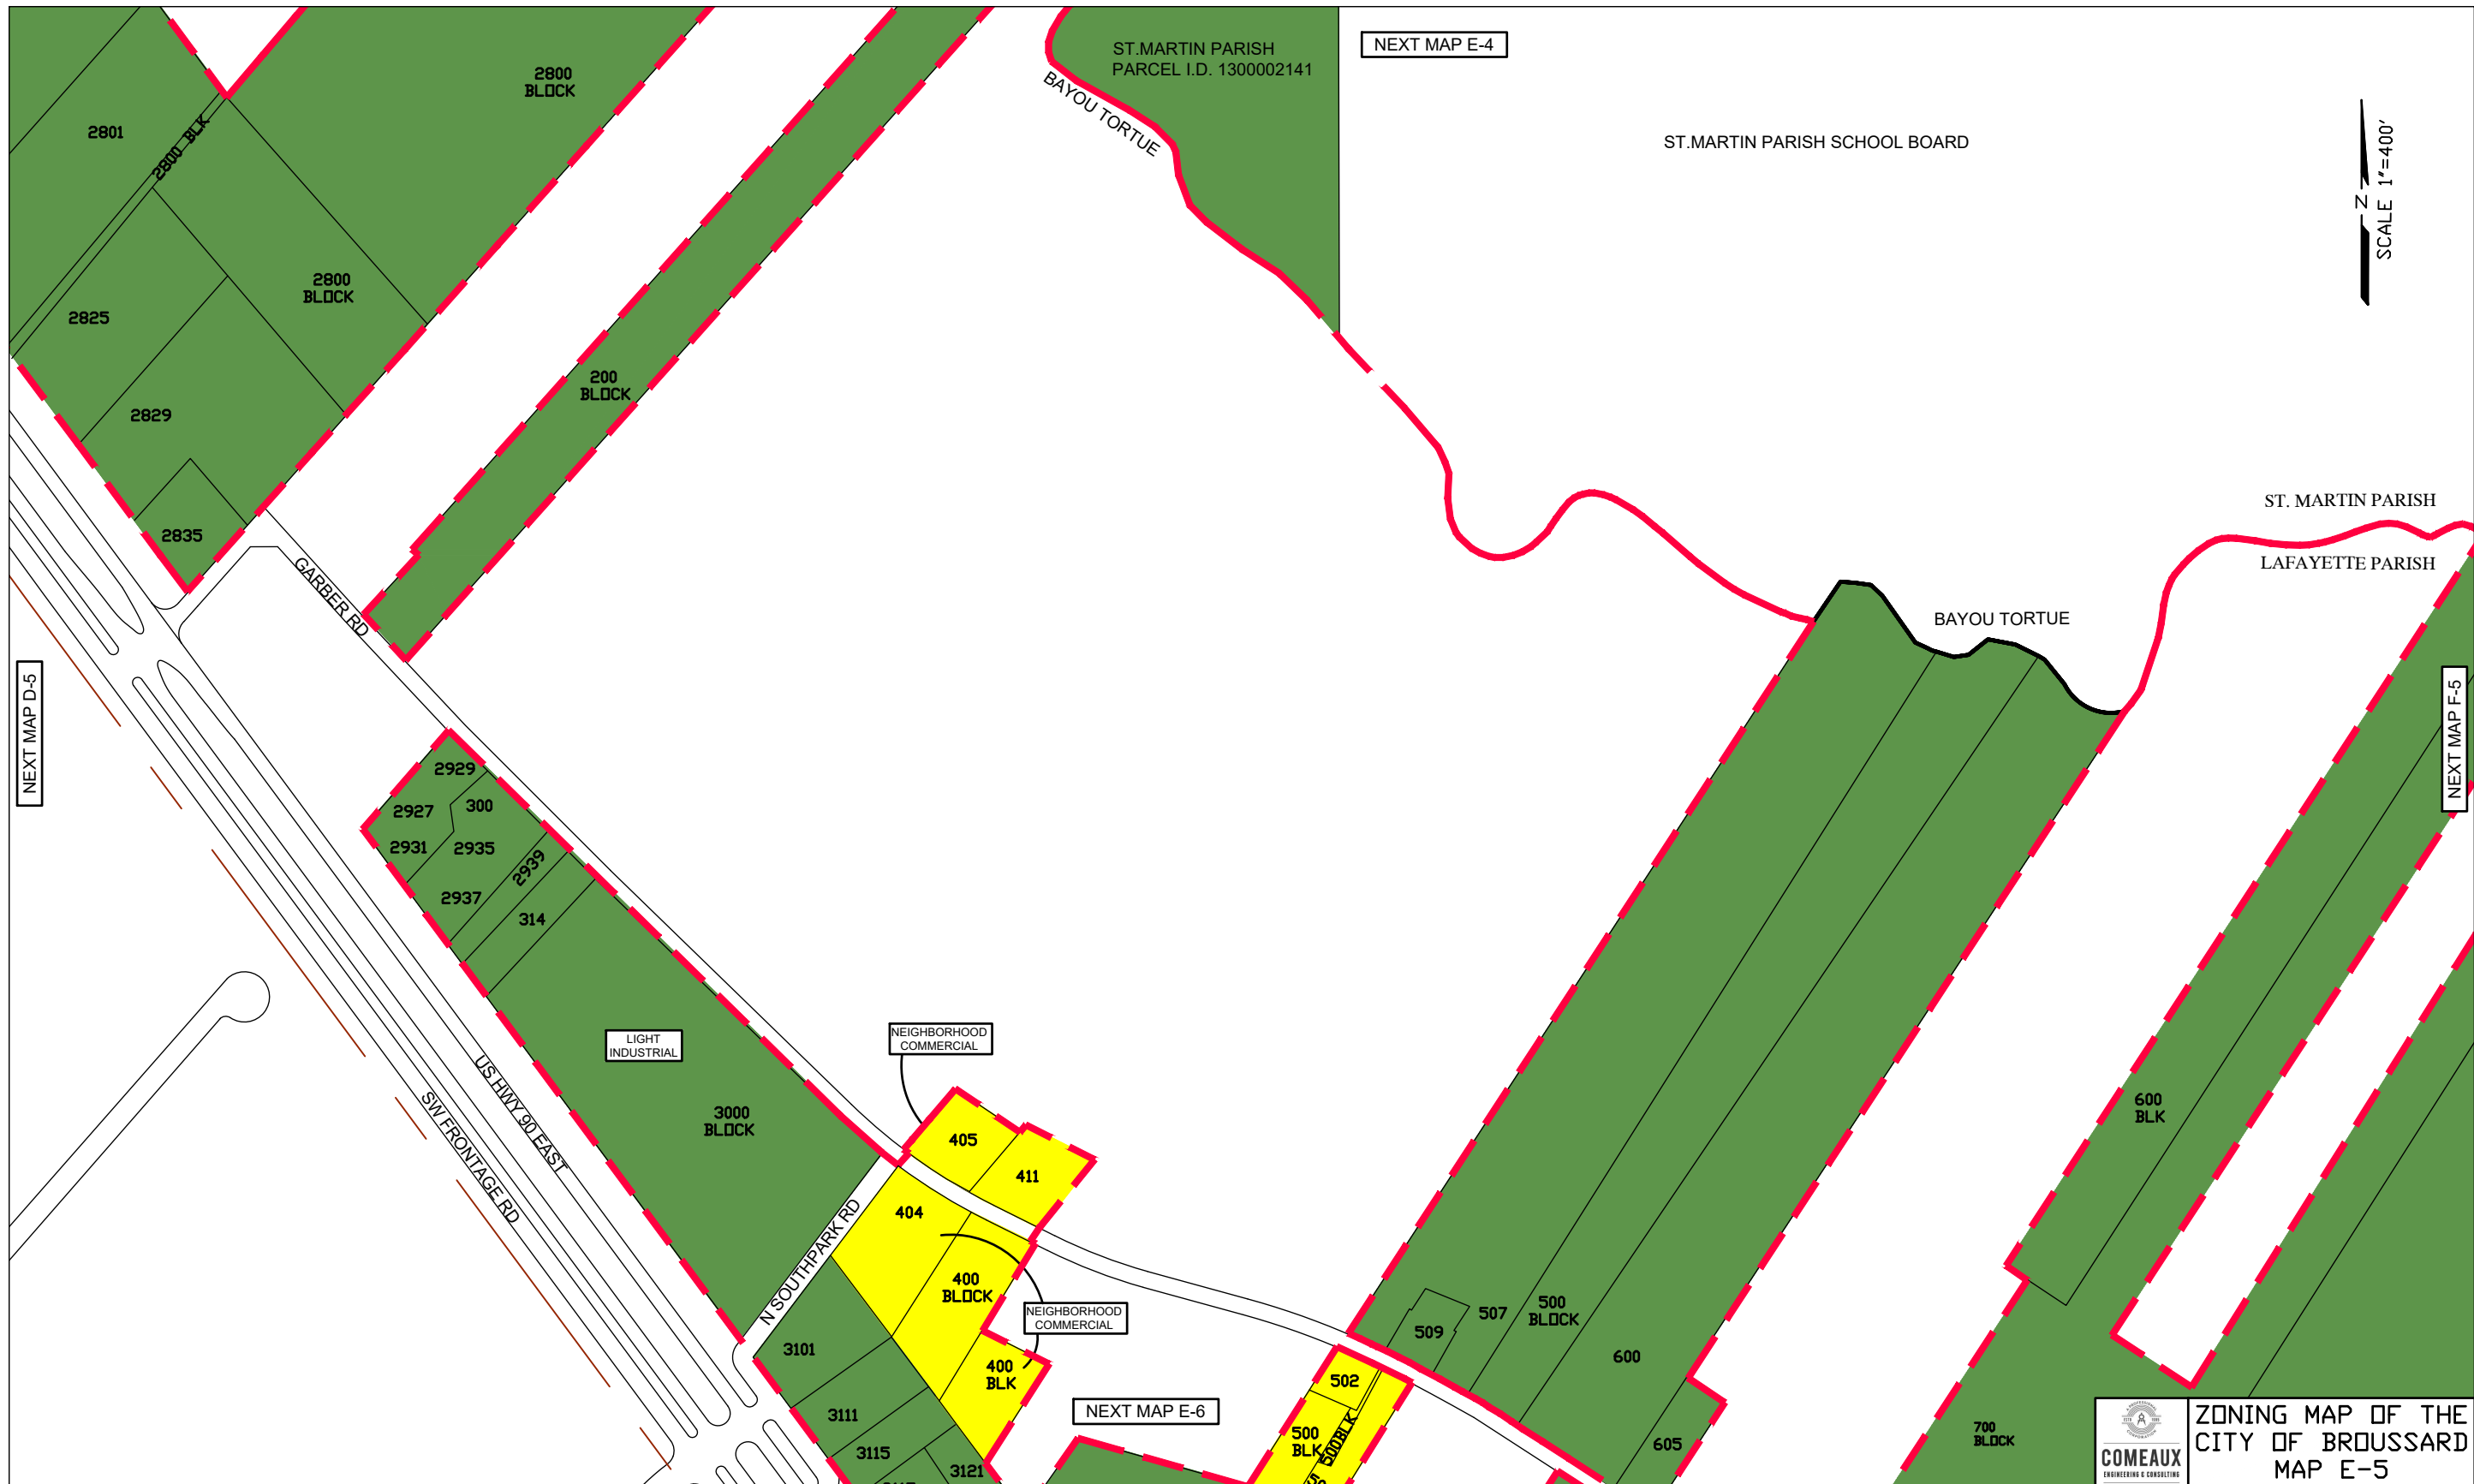 ST.MARTIN PARISH
PARCEL I.D. 1300002141
NEXT MAP E-4
BAYOU TORTUE
ST.MARTIN PARISH SCHOOL BOARD
N
SCALE 1"=400'
2800
BLOCK
2801
2800 BLK
2800
BLOCK
2825
2829
2835
200
BLOCK
GARBER RD
ST. MARTIN PARISH
LAFAYETTE PARISH
BAYOU TORTUE
NEXT MAP D-5
NEXT MAP F-5
2929
2927
300
2931
2935
2939
2937
314
LIGHT
INDUSTRIAL
3000
BLOCK
US HWY 90 EAST
SW FRONTAGE RD
N SOUTHPARK RD
NEIGHBORHOOD
COMMERCIAL
405
411
404
400
BLOCK
NEIGHBORHOOD
COMMERCIAL
400
BLK
3101
3111
3115
3121
NEXT MAP E-6
502
500
BLK
500BLK
509
507
500
BLOCK
600
605
600
BLK
700
BLOCK
COMEAUX
ENGINEERING & CONSULTING
ZONING MAP OF THE
CITY OF BROUSSARD
MAP E-5